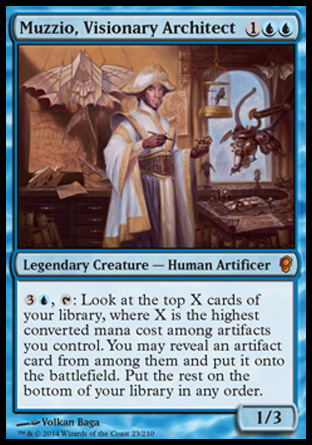 Muzzio, Visionary Architect 1
Legendary Creature — Human Artificer
3, : Look at the top X cards of
your library, where X is the highest
converted mana cost among artifacts
you control. You may reveal an artifact
card from among them and put it onto
the battlefield. Put the rest on the
bottom of your library in any order.
1/3
Volkan Baga
™ & © 2014 Wizards of the Coast 23/210